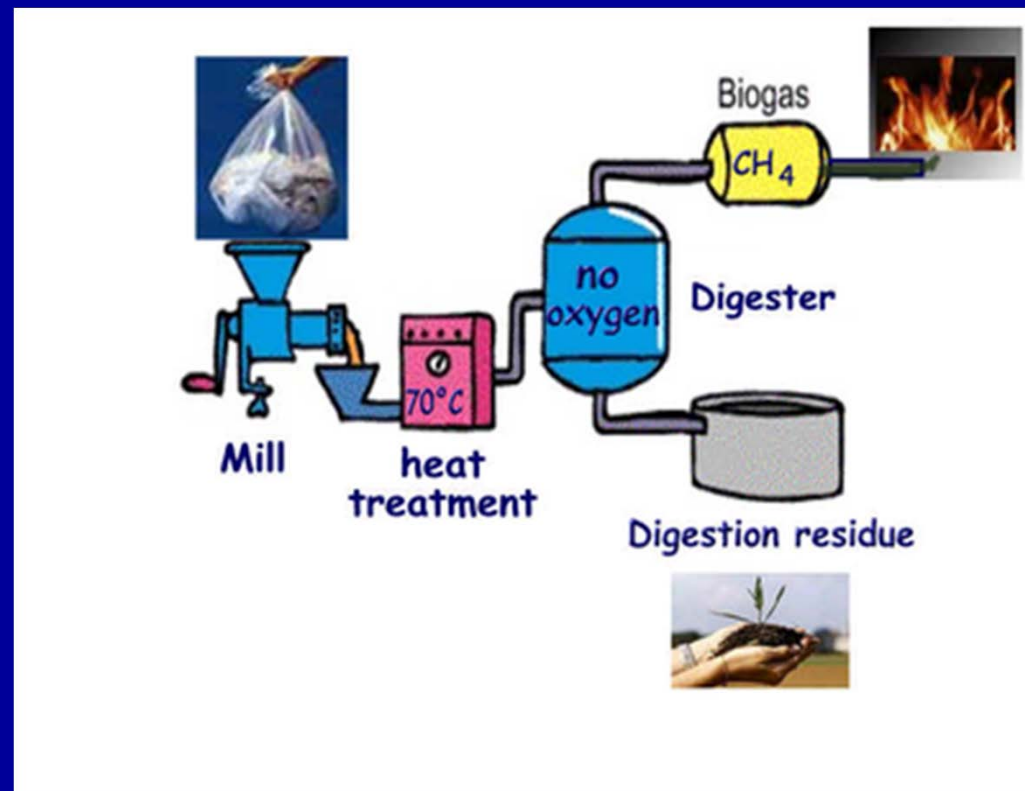 Biogas
CH4
no
oxygen
Digester
70°C
Mill
heat
treatment
Digestion residue